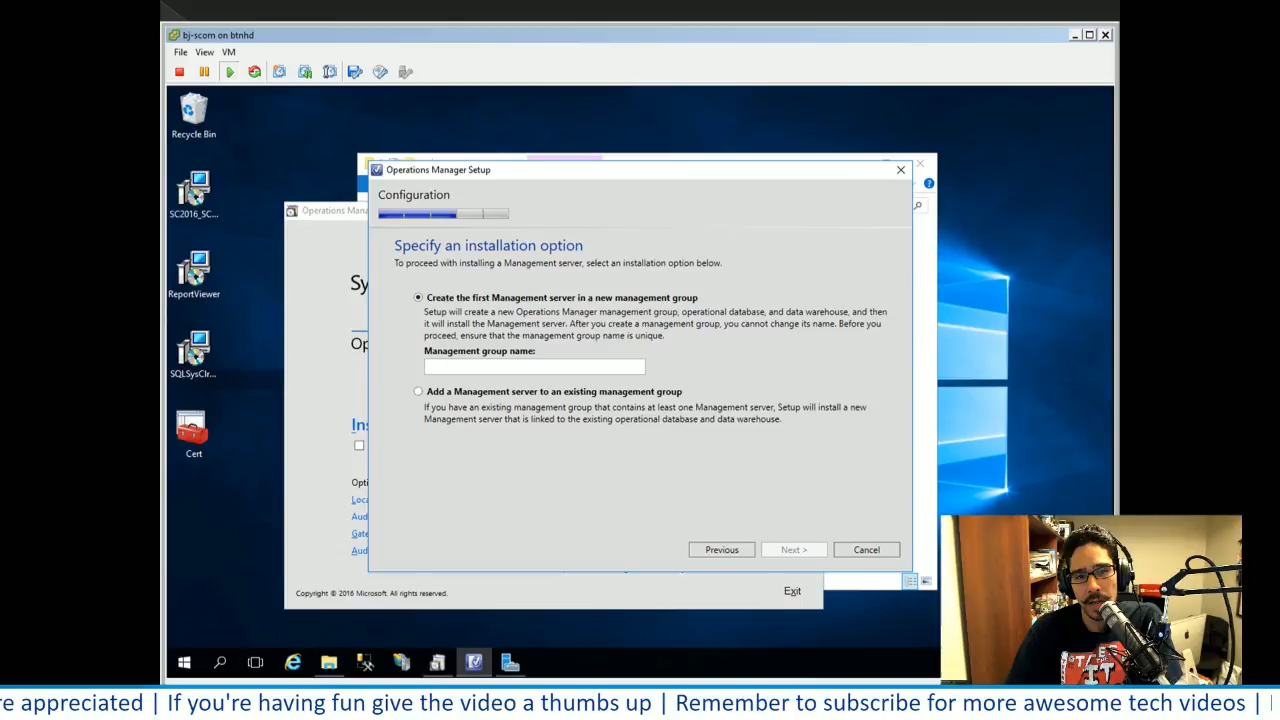 bj-scom on btnhd
File View VM
Recycle Bin
SC2016_SC...
ReportViewer
SQLSysClr...
Cert
Operations Mana
Sy
Op
Ins
Opti
Loca
Aud
Gate
Aud
Copyright © 2016 Microsoft. All rights reserved.
Exit
Operations Manager Setup
Configuration
Specify an installation option
To proceed with installing a Management server, select an installation option below.
Create the first Management server in a new management group
Setup will create a new Operations Manager management group, operational database, and data warehouse, and then
it will install the Management server. After you create a management group, you cannot change its name. Before you
proceed, ensure that the management group name is unique.
Management group name:
Add a Management server to an existing management group
If you have an existing management group that contains at least one Management server, Setup will install a new
Management server that is linked to the existing operational database and data warehouse.
Previous
Next >
Cancel
re appreciated | If you're having fun give the video a thumbs up | Remember to subscribe for more awesome tech videos |